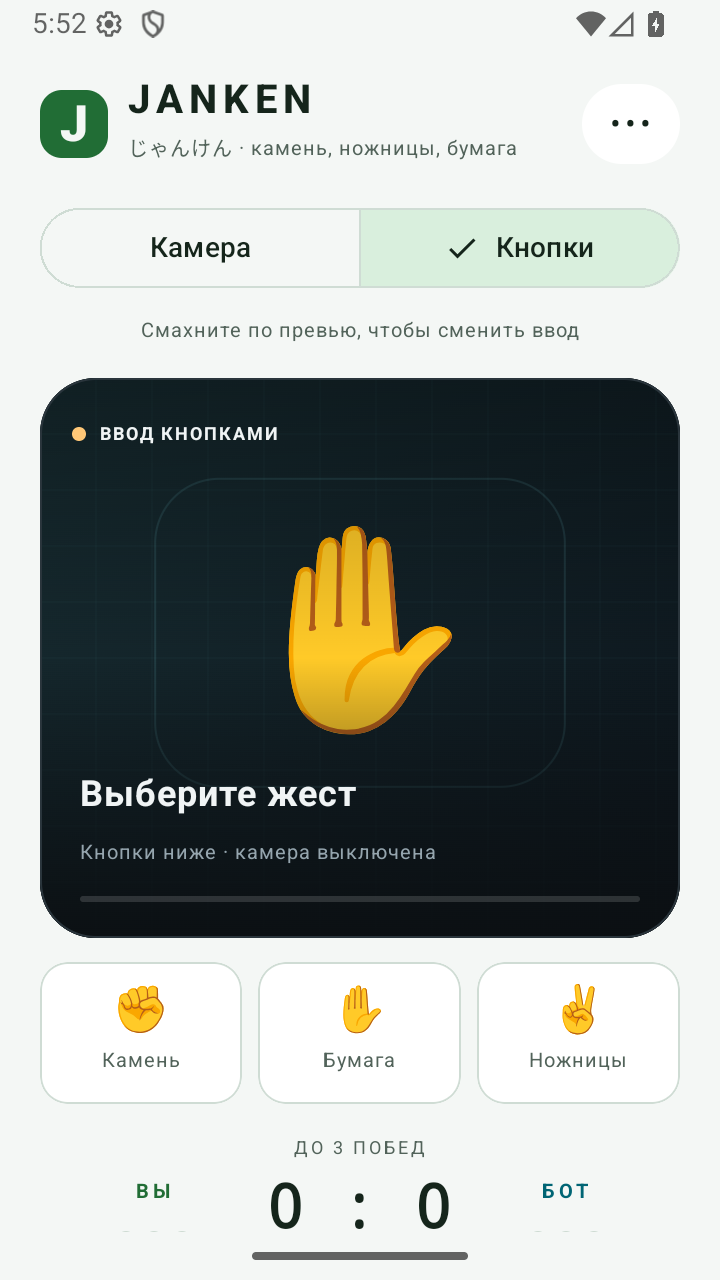 5:52
J
JANKEN
じゃんけん · камень, ножницы, бумага
Камера
Кнопки
Смахните по превью, чтобы сменить ввод
ВВОД КНОПКАМИ
Выберите жест
Кнопки ниже · камера выключена
Камень
Бумага
Ножницы
ДО 3 ПОБЕД
ВЫ
0 : 0
БОТ